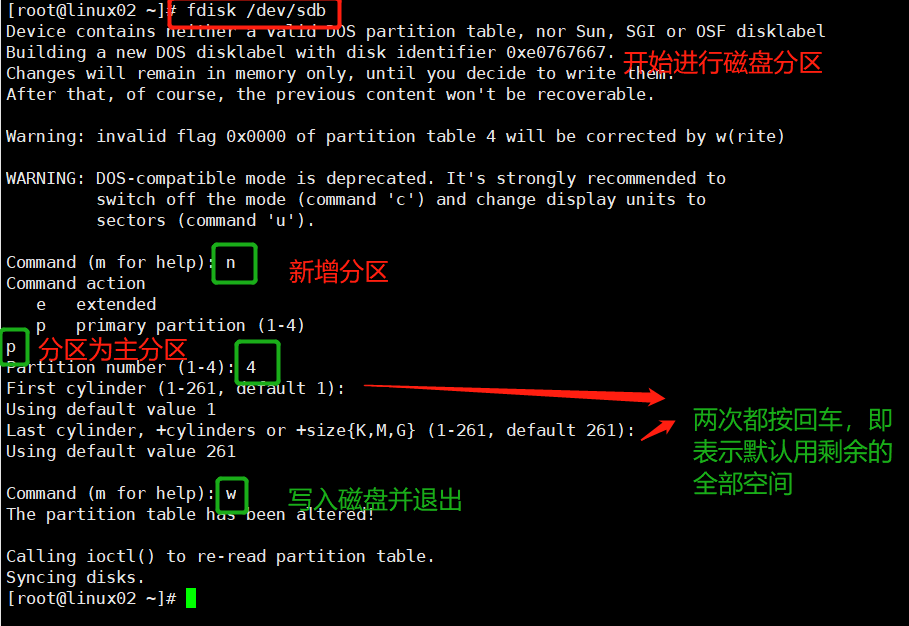 [root@linux02 ~]# fdisk /dev/sdb
Device contains neither a valid DOS partition table, nor Sun, SGI or OSF disklabel
Building a new DOS disklabel with disk identifier 0xe0767667.
开始进行磁盘分区
Changes will remain in memory only, until you decide to write them.
After that, of course, the previous content won't be recoverable.
Warning: invalid flag 0x0000 of partition table 4 will be corrected by w(rite)
WARNING: DOS-compatible mode is deprecated. It's strongly recommended to
switch off the mode (command 'c') and change display units to
sectors (command 'u').
Command (m for help): n
新增分区
Command action
e extended
p primary partition (1-4)
p
分区为主分区
Partition number (1-4): 4
First cylinder (1-261, default 1):
Using default value 1
Last cylinder, +cylinders or +size{K,M,G} (1-261, default 261):
Using default value 261
两次都按回车，即
表示默认用剩余的
全部空间
Command (m for help): w
写入磁盘并退出
The partition table has been altered!
Calling ioctl() to re-read partition table.
Syncing disks.
[root@linux02 ~]#